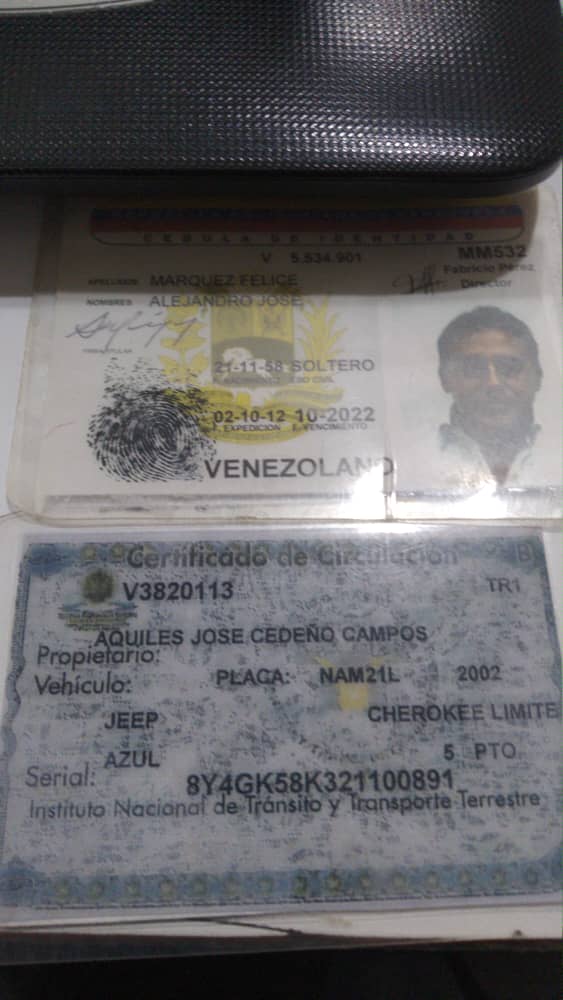 CEDULA DE IDENTIDAD
V 5.534.901 MM532
Fabricio Pérez
Director
APELLIDOS MARQUEZ FELICE
NOMBRES ALEJANDRO JOSE
21-11-58 SOLTERO
F. NACIMIENTO EDO CIVIL
02-10-12 10-2022
F. EXPEDICION F. VENCIMIENTO
VENEZOLANO
Certificado de Circulación
V3820113 TR1
AQUILES JOSE CEDEÑO CAMPOS
Propietario:
Vehículo: PLACA: NAM21L 2002
JEEP CHEROKEE LIMITE
AZUL 5 PTO
Serial: 8Y4GK58K321100891
Instituto Nacional de Tránsito y Transporte Terrestre